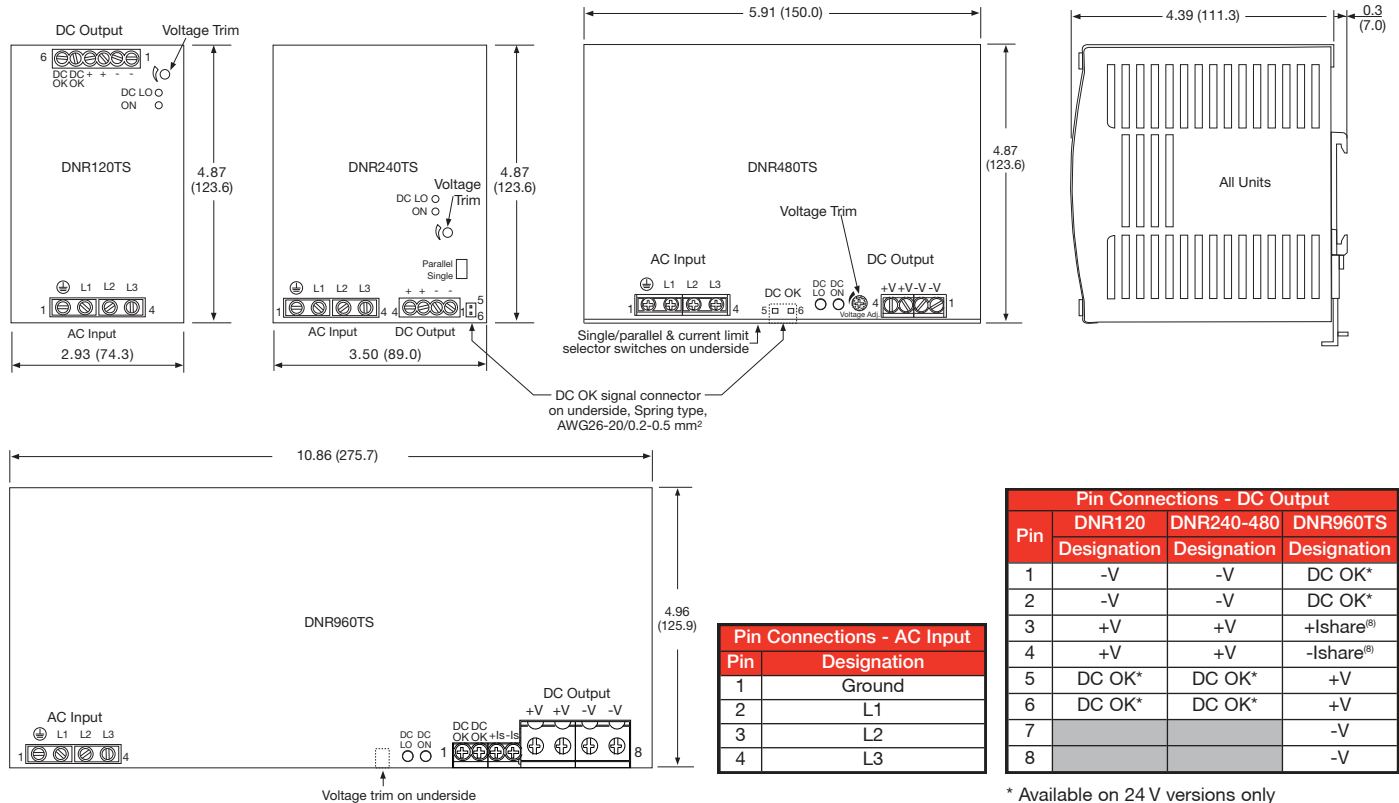 DC Output
Voltage Trim
6
1
DC DC + + - -
OK OK
DC LO
ON
DNR120TS
4.87
(123.6)
L1 L2 L3
1
4
AC Input
2.93 (74.3)
DNR240TS
4.87
(123.6)
Voltage
Trim
DC LO
ON
Parallel
Single
L1 L2 L3
+ + - -
1
4
4
1
5
6
AC Input
DC Output
3.50 (89.0)
5.91 (150.0)
DNR480TS
4.87
(123.6)
Voltage Trim
AC Input
DC Output
L1 L2 L3
DC OK
DC LO
DC ON
+V +V -V -V
1
4
5
6
4
1
Voltage Adj.
Single/parallel & current limit
selector switches on underside
DC OK signal connector
on underside, Spring type,
AWG26-20/0.2-0.5 mm²
4.39 (111.3)
0.3
(7.0)
All Units
10.86 (275.7)
DNR960TS
4.96
(125.9)
AC Input
L1 L2 L3
1
4
DC LO
DC ON
DC OK DC OK +Is -Is
1
DC Output
+V +V -V -V
8
Voltage trim on underside
Pin Connections - AC Input
Pin Designation
1 Ground
2 L1
3 L2
4 L3
Pin Connections - DC Output
Pin DNR120 DNR240-480 DNR960TS
Designation Designation Designation
1 -V -V DC OK*
2 -V -V DC OK*
3 +V +V +Ishare(8)
4 +V +V -Ishare(8)
5 DC OK* DC OK* +V
6 DC OK* DC OK* +V
7 -V
8 -V
* Available on 24 V versions only